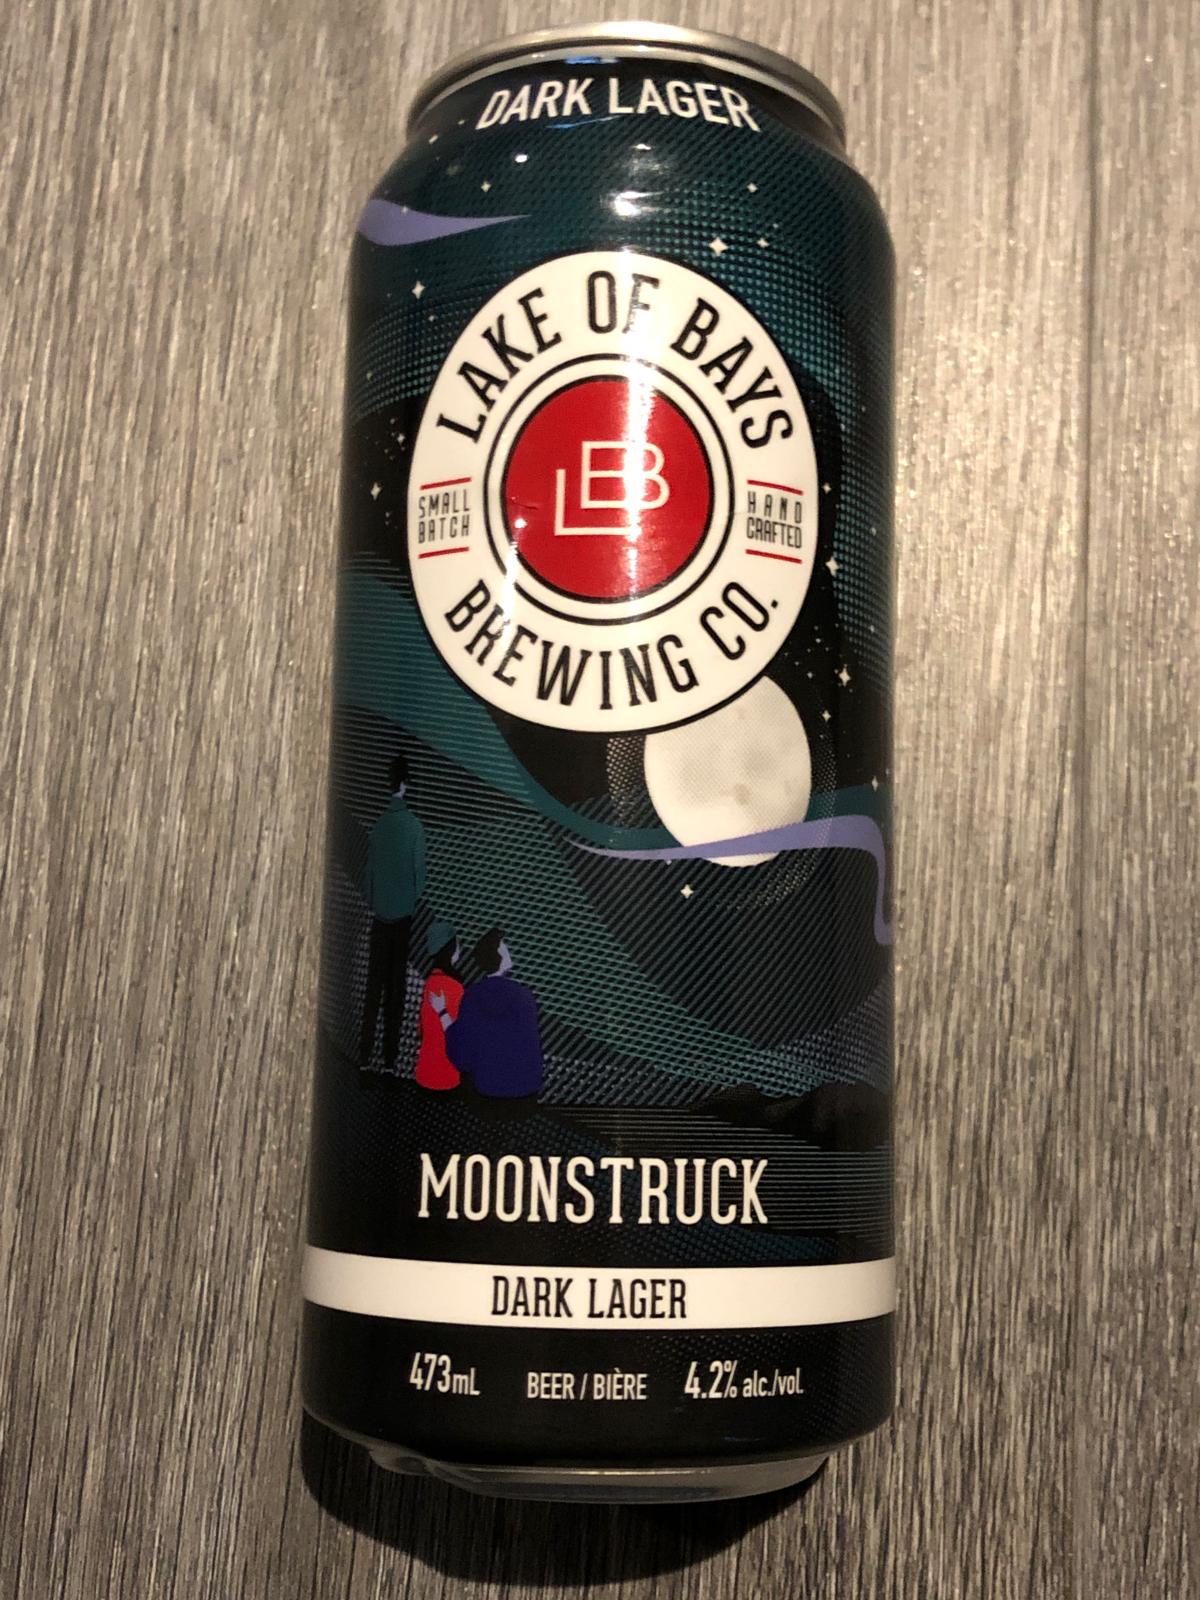 DARK LAGER
LAKE OF BAYS
LB
SMALL
BATCH
HAND
CRAFTED
BREWING CO.
MOONSTRUCK
DARK LAGER
473mL BEER / BIÈRE 4.2% alc./vol.